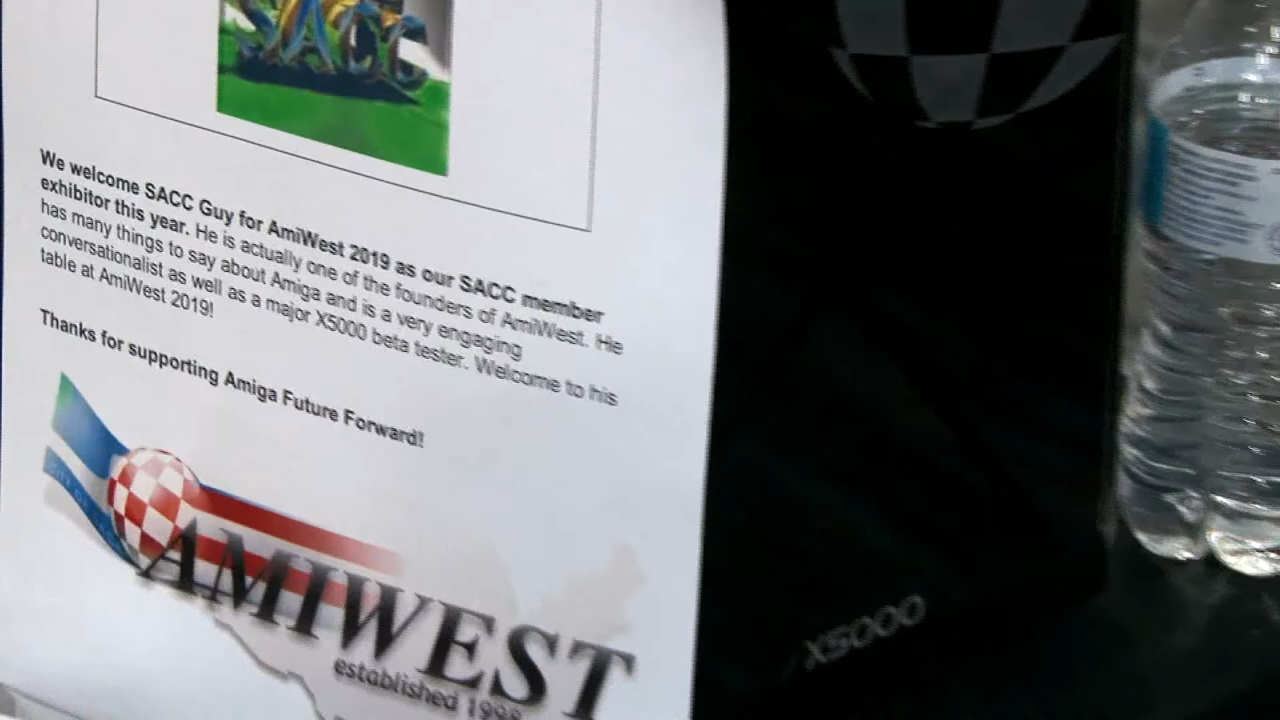 SACC
We welcome SACC Guy for AmiWest 2019 as our SACC member
exhibitor this year. He is actually one of the founders of AmiWest. He
has many things to say about Amiga and is a very engaging
conversationalist as well as a major X5000 beta tester. Welcome to his
table at AmiWest 2019!
Thanks for supporting Amiga Future Forward!
AMIWEST
established 1998
X5000